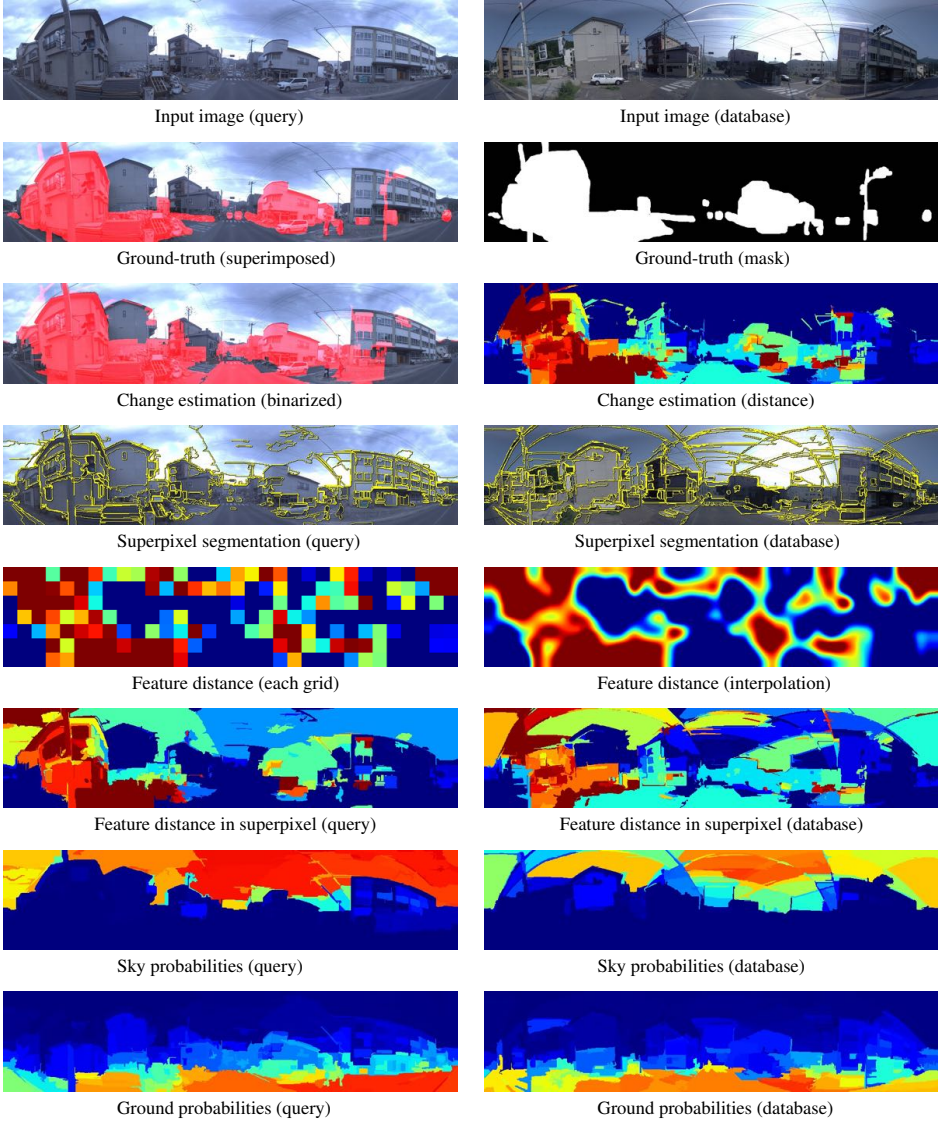 Input image (query)
Input image (database)
Ground-truth (superimposed)
Ground-truth (mask)
Change estimation (binarized)
Change estimation (distance)
Superpixel segmentation (query)
Superpixel segmentation (database)
Feature distance (each grid)
Feature distance (interpolation)
Feature distance in superpixel (query)
Feature distance in superpixel (database)
Sky probabilities (query)
Sky probabilities (database)
Ground probabilities (query)
Ground probabilities (database)